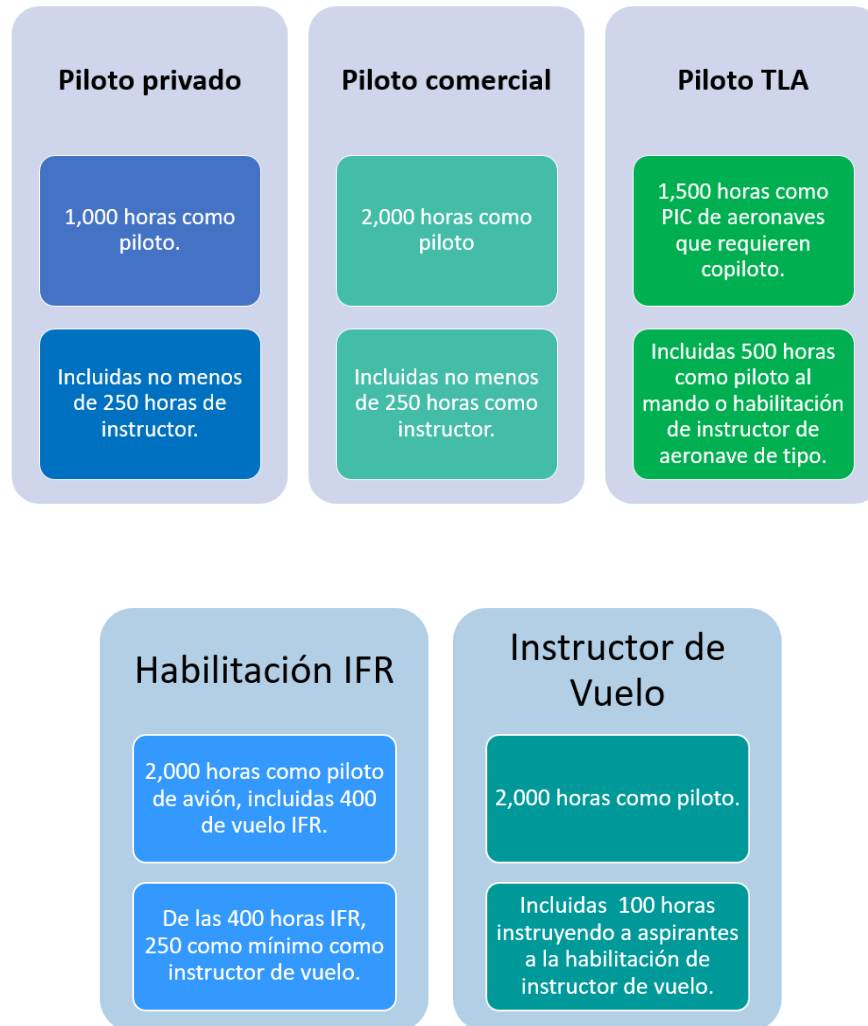 Piloto privado
1,000 horas como
piloto.
Incluidas no menos
de 250 horas de
instructor.
Piloto comercial
2,000 horas como
piloto
Incluidas no menos
de 250 horas como
instructor.
Piloto TLA
1,500 horas como
PIC de aeronaves
que requieren
copiloto.
Incluidas 500 horas
como piloto al
mando o habilitación
de instructor de
aeronave de tipo.
Habilitación IFR
2,000 horas como piloto
de avión, incluidas 400
de vuelo IFR.
De las 400 horas IFR,
250 como mínimo como
instructor de vuelo.
Instructor de
Vuelo
2,000 horas como piloto.
Incluidas  100 horas
instruyendo a aspirantes
a la habilitación de
instructor de vuelo.